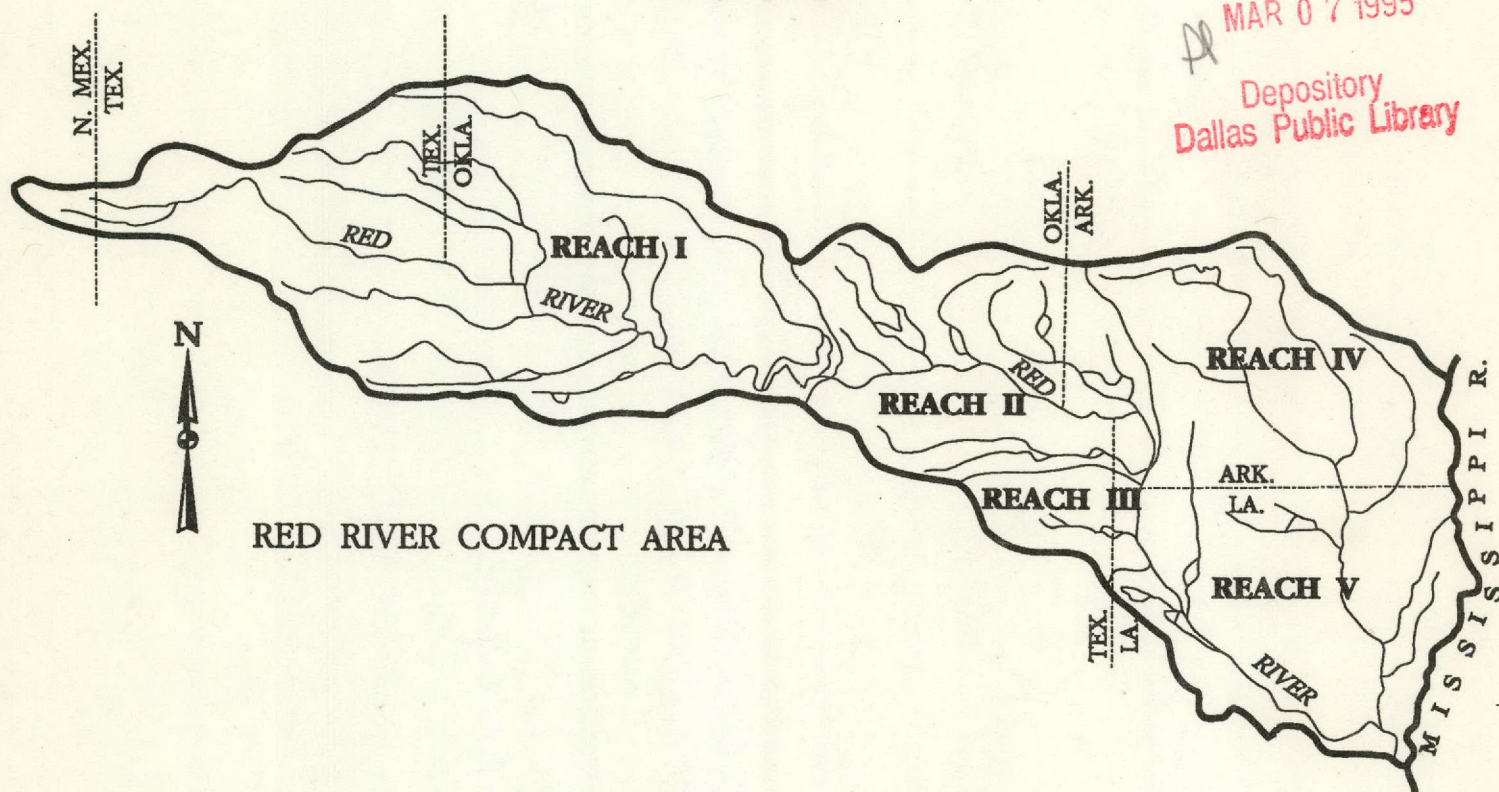 MAR 0 7 1995
Depository
Dallas Public Library
N. MEX.
TEX.
TEX.
OKLA.
OKLA.
ARK.
RED
REACH I
RIVER
N
REACH IV
RED
REACH II
MISSISSIPPI R.
ARK.
LA.
REACH III
RED RIVER COMPACT AREA
REACH V
TEX.
LA.
RIVER